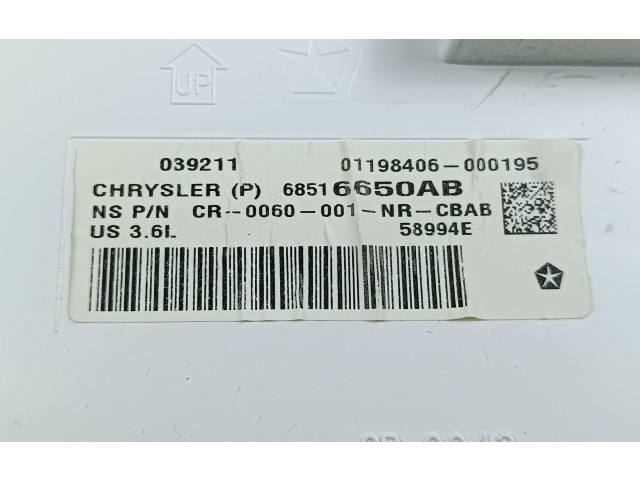 UP
039211 01198406-000195
CHRYSLER (P) 68516650AB
NS P/N CR--0060-001-NR-CBAB
US 3.6L 58994E